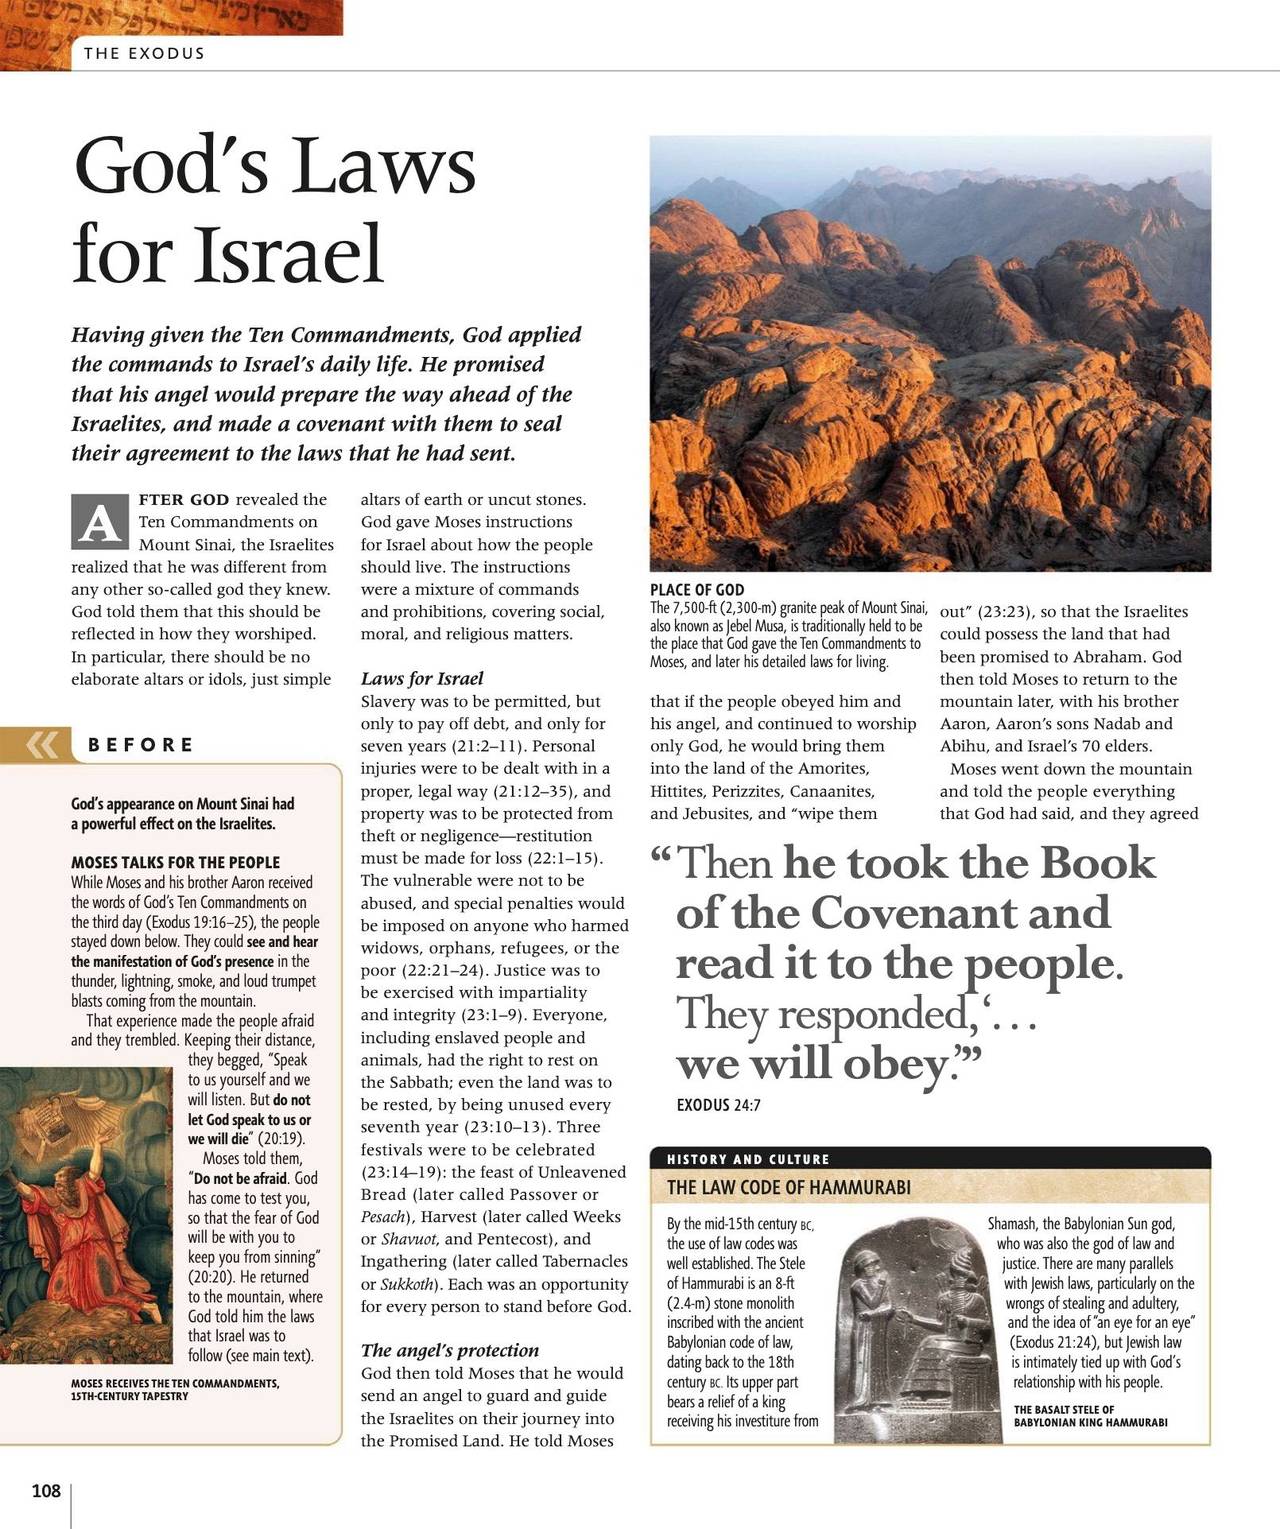 THE EXODUS
God's Laws
for Israel
Having given the Ten Commandments, God applied
the commands to Israel's daily life. He promised
that his angel would prepare the way ahead of the
Israelites, and made a covenant with them to seal
their agreement to the laws that he had sent.
AFTER GOD revealed the
Ten Commandments on
Mount Sinai, the Israelites
realized that he was different from
any other so-called god they knew.
God told them that this should be
reflected in how they worshiped.
In particular, there should be no
elaborate altars or idols, just simple
altars of earth or uncut stones.
God gave Moses instructions
for Israel about how the people
should live. The instructions
were a mixture of commands
and prohibitions, covering social,
moral, and religious matters.
Laws for Israel
Slavery was to be permitted, but
only to pay off debt, and only for
seven years (21:2–11). Personal
injuries were to be dealt with in a
proper, legal way (21:12–35), and
property was to be protected from
theft or negligence—restitution
must be made for loss (22:1–15).
The vulnerable were not to be
abused, and special penalties would
be imposed on anyone who harmed
widows, orphans, refugees, or the
poor (22:21–24). Justice was to
be exercised with impartiality
and integrity (23:1–9). Everyone,
including enslaved people and
animals, had the right to rest on
the Sabbath; even the land was to
be rested, by being unused every
seventh year (23:10–13). Three
festivals were to be celebrated
(23:14–19): the feast of Unleavened
Bread (later called Passover or
Pesach), Harvest (later called Weeks
or Shavuot, and Pentecost), and
Ingathering (later called Tabernacles
or Sukkoth). Each was an opportunity
for every person to stand before God.
The angel's protection
God then told Moses that he would
send an angel to guard and guide
the Israelites on their journey into
the Promised Land. He told Moses
PLACE OF GOD
The 7,500-ft (2,300-m) granite peak of Mount Sinai,
also known as Jebel Musa, is traditionally held to be
the place that God gave the Ten Commandments to
Moses, and later his detailed laws for living.
that if the people obeyed him and
his angel, and continued to worship
only God, he would bring them
into the land of the Amorites,
Hittites, Perizzites, Canaanites,
and Jebusites, and “wipe them
out” (23:23), so that the Israelites
could possess the land that had
been promised to Abraham. God
then told Moses to return to the
mountain later, with his brother
Aaron, Aaron's sons Nadab and
Abihu, and Israel's 70 elders.
Moses went down the mountain
and told the people everything
that God had said, and they agreed
“Then he took the Book
of the Covenant and
read it to the people.
They responded, ‘...
we will obey.’”
EXODUS 24:7
BEFORE
God's appearance on Mount Sinai had
a powerful effect on the Israelites.
MOSES TALKS FOR THE PEOPLE
While Moses and his brother Aaron received
the words of God's Ten Commandments on
the third day (Exodus 19:16–25), the people
stayed down below. They could see and hear
the manifestation of God's presence in the
thunder, lightning, smoke, and loud trumpet
blasts coming from the mountain.
That experience made the people afraid
and they trembled. Keeping their distance,
they begged, “Speak
to us yourself and we
will listen. But do not
let God speak to us or
we will die” (20:19).
Moses told them,
“Do not be afraid. God
has come to test you,
so that the fear of God
will be with you to
keep you from sinning”
(20:20). He returned
to the mountain, where
God told him the laws
that Israel was to
follow (see main text).
MOSES RECEIVES THE TEN COMMANDMENTS,
15TH-CENTURY TAPESTRY
HISTORY AND CULTURE
THE LAW CODE OF HAMMURABI
By the mid-15th century BC,
the use of law codes was
well established. The Stele
of Hammurabi is an 8-ft
(2.4-m) stone monolith
inscribed with the ancient
Babylonian code of law,
dating back to the 18th
century BC. Its upper part
bears a relief of a king
receiving his investiture from
Shamash, the Babylonian Sun god,
who was also the god of law and
justice. There are many parallels
with Jewish laws, particularly on the
wrongs of stealing and adultery,
and the idea of “an eye for an eye”
(Exodus 21:24), but Jewish law
is intimately tied up with God's
relationship with his people.
THE BASALT STELE OF
BABYLONIAN KING HAMMURABI
108